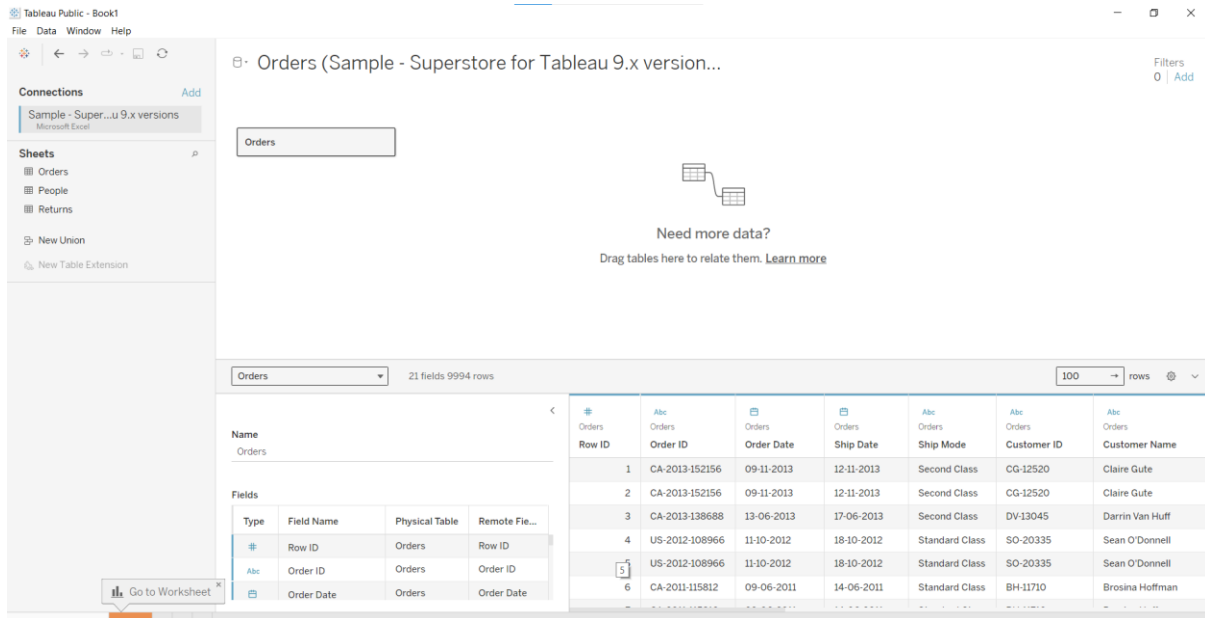 Tableau Public - Book1
File Data Window Help
Connections Add
Sample - Super...u 9.x versions
Microsoft Excel
Sheets
Orders
People
Returns
New Union
New Table Extension
Orders (Sample - Superstore for Tableau 9.x version...
Filters
0 Add
Orders
Need more data?
Drag tables here to relate them. Learn more
Orders 21 fields 9994 rows 100 → rows
Name
Orders
Fields
Type Field Name Physical Table Remote Fie...
# Row ID Orders Row ID
Abc Order ID Orders Order ID
Order Date Orders Order Date
# Abc Abc Abc Abc
Orders Orders Orders Orders Orders Orders Orders
Row ID Order ID Order Date Ship Date Ship Mode Customer ID Customer Name
1 CA-2013-152156 09-11-2013 12-11-2013 Second Class CG-12520 Claire Gute
2 CA-2013-152156 09-11-2013 12-11-2013 Second Class CG-12520 Claire Gute
3 CA-2013-138688 13-06-2013 17-06-2013 Second Class DV-13045 Darrin Van Huff
4 US-2012-108966 11-10-2012 18-10-2012 Standard Class SO-20335 Sean O'Donnell
5 US-2012-108966 11-10-2012 18-10-2012 Standard Class SO-20335 Sean O'Donnell
5
6 CA-2011-115812 09-06-2011 14-06-2011 Standard Class BH-11710 Brosina Hoffman
Go to Worksheet ×